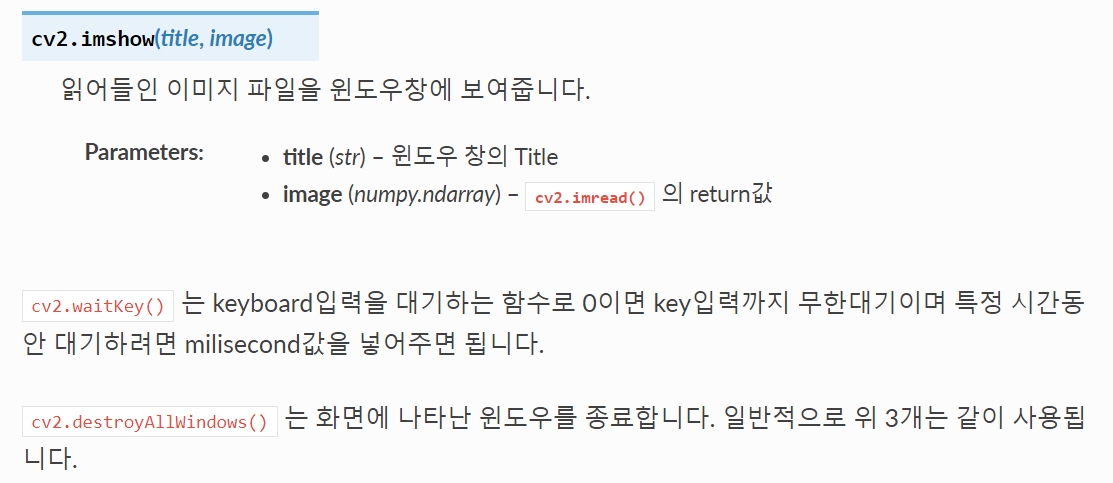 cv2.imshow(title, image)
읽어들인 이미지 파일을 윈도우창에 보여줍니다.
Parameters:
• title (str) – 윈도우 창의 Title
• image (numpy.ndarray) – cv2.imread() 의 return값
cv2.waitKey() 는 keyboard입력을 대기하는 함수로 0이면 key입력까지 무한대기이며 특정 시간동
안 대기하려면 milisecond값을 넣어주면 됩니다.
cv2.destroyAllWindows() 는 화면에 나타난 윈도우를 종료합니다. 일반적으로 위 3개는 같이 사용됩
니다.